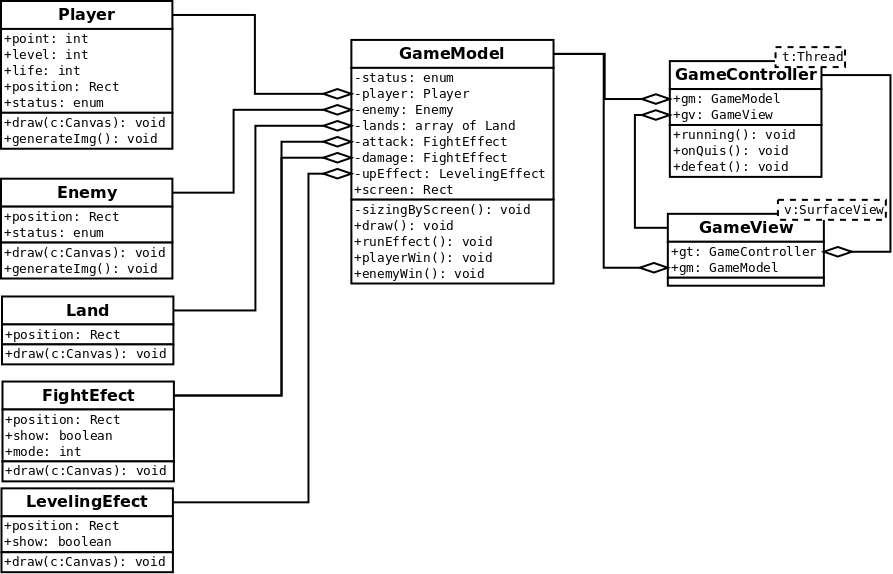 Player
+point: int
+level: int
+life: int
+position: Rect
+status: enum
+draw(c:Canvas): void
+generateImg(): void
Enemy
+position: Rect
+status: enum
+draw(c:Canvas): void
+generateImg(): void
Land
+position: Rect
+draw(c:Canvas): void
FightEfect
+position: Rect
+show: boolean
+mode: int
+draw(c:Canvas): void
LevelingEfect
+position: Rect
+show: boolean
+draw(c:Canvas): void
GameModel
-status: enum
-player: Player
-enemy: Enemy
-lands: array of Land
-attack: FightEffect
-damage: FightEffect
-upEffect: LevelingEffect
+screen: Rect
-sizingByScreen(): void
+draw(): void
+runEffect(): void
+playerWin(): void
+enemyWin(): void
t:Thread
GameController
+gm: GameModel
+gv: GameView
+running(): void
+onQuis(): void
+defeat(): void
v:SurfaceView
GameView
+gt: GameController
+gm: GameModel